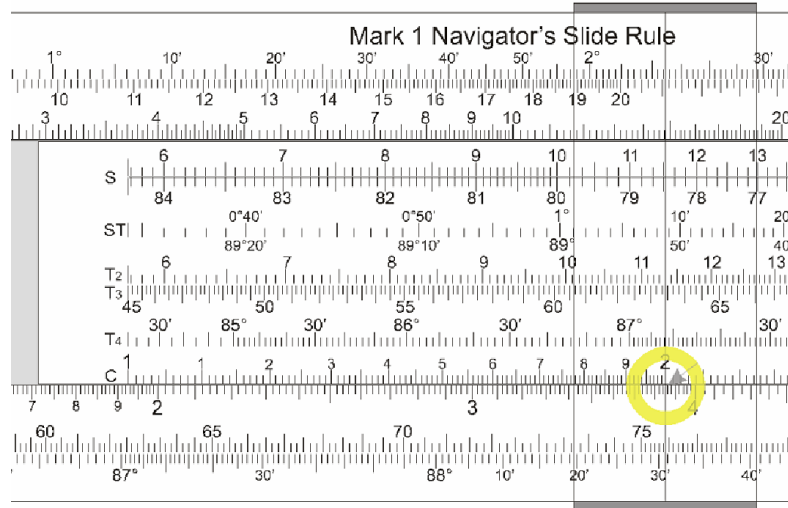 Mark 1 Navigator's Slide Rule
1° 10' 20' 30' 40' 50' 2° 30'
10 11 12 13 14 15 16 17 18 19 20
3 4 5 6 7 8 9 10 20
6 7 8 9 10 11 12 13
S
84 83 82 81 80 79 78 77
0°40' 0°50' 1° 10' 20
ST
89°20' 89°10' 89° 50' 40
T2 6 7 8 9 10 11 12 13
T3
45 50 55 60 65
30' 85° 30' 86° 30' 87° 30'
T4
1 1 2 3 4 5 6 7 8 9 2
C
7 8 9 2 3 4
60 65 70 75
87° 30' 88° 10' 20' 30' 40'